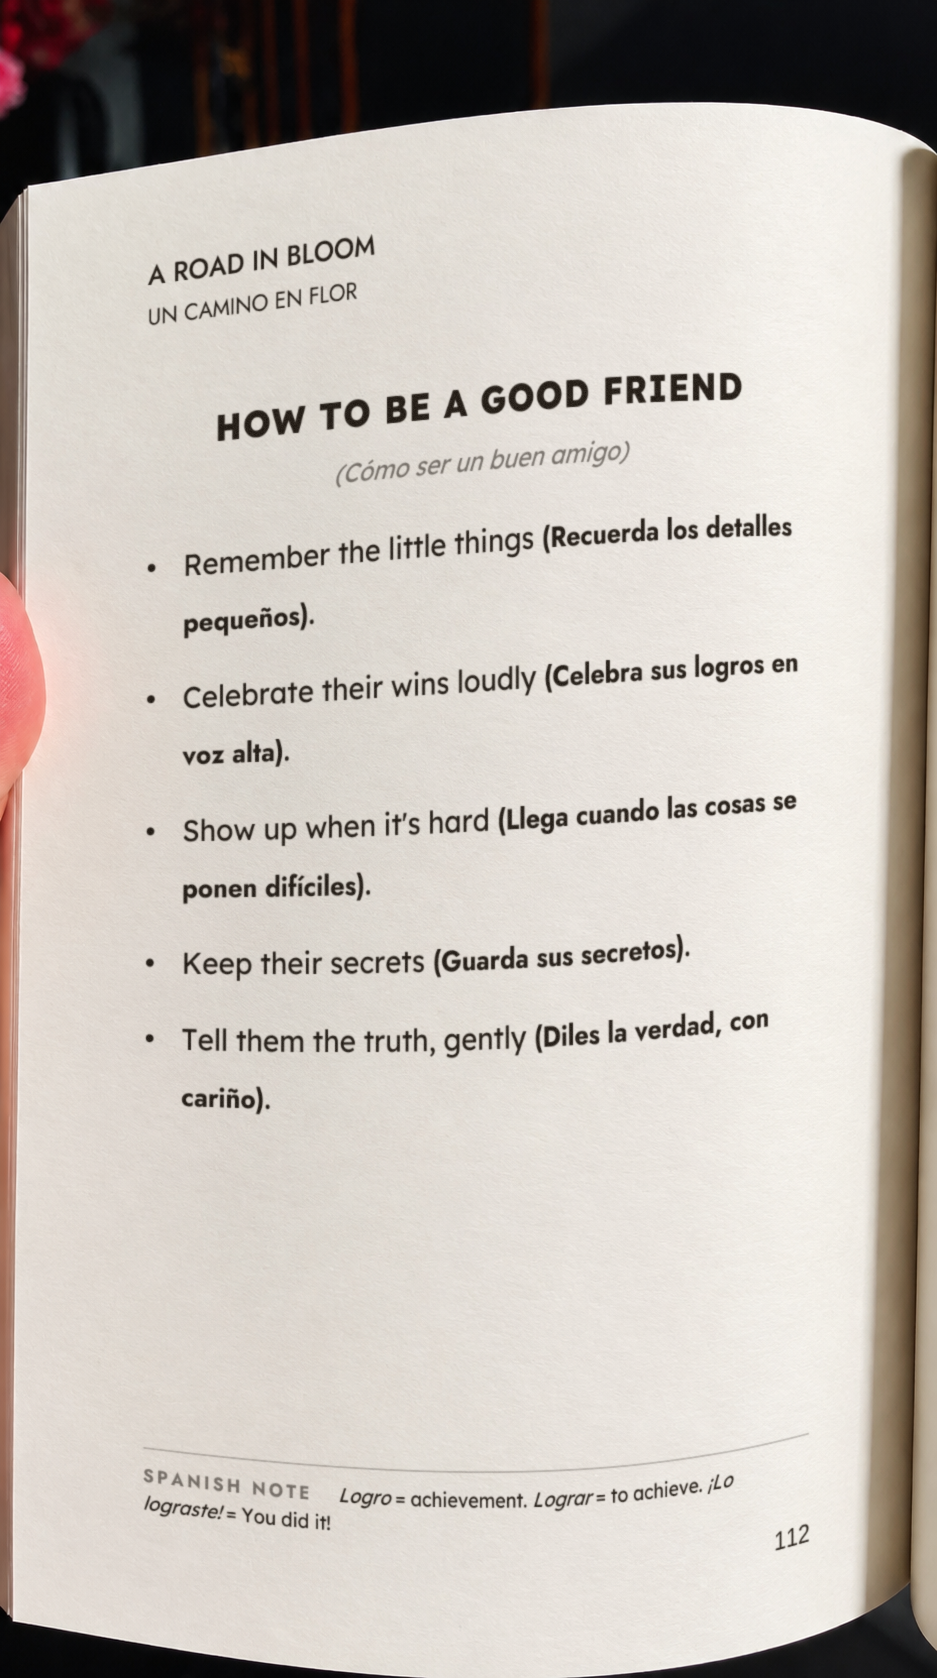 A ROAD IN BLOOM
UN CAMINO EN FLOR
HOW TO BE A GOOD FRIEND
(Cómo ser un buen amigo)
• Remember the little things (Recuerda los detalles
pequeños).
• Celebrate their wins loudly (Celebra sus logros en
voz alta).
• Show up when it's hard (Llega cuando las cosas se
ponen difíciles).
• Keep their secrets (Guarda sus secretos).
• Tell them the truth, gently (Diles la verdad, con
cariño).
SPANISH NOTE Logro = achievement. Lograr = to achieve. ¡Lo
lograste! = You did it!
112